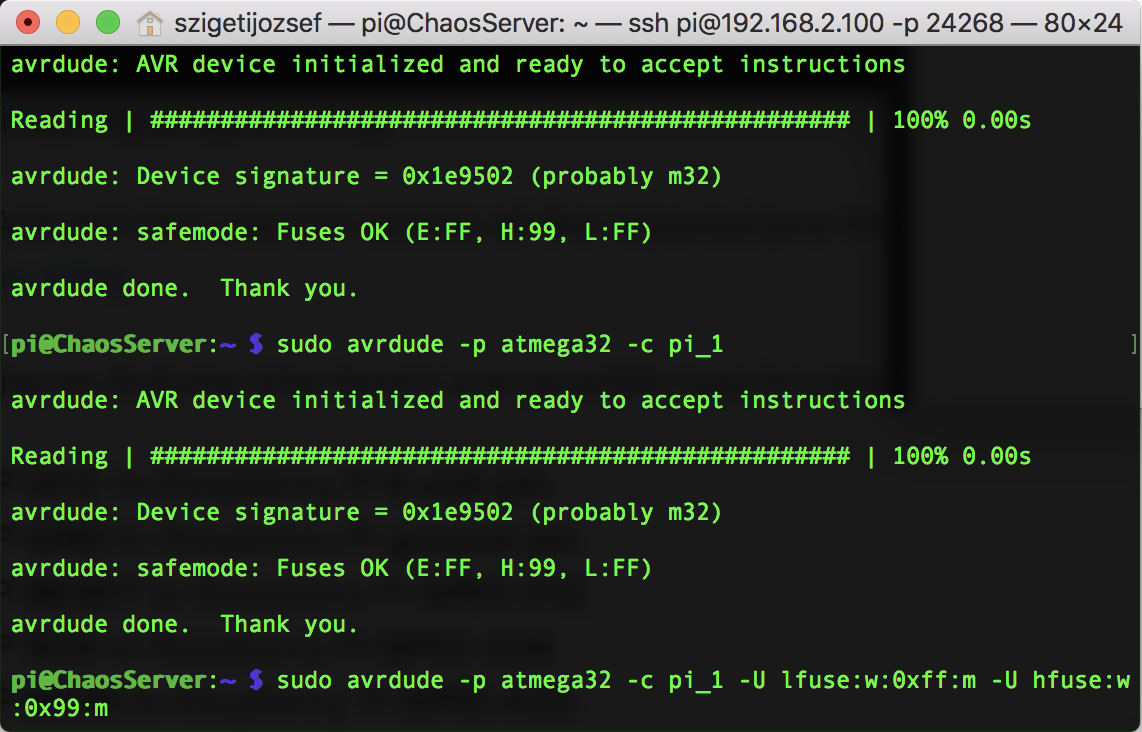 szigetijozsef — pi@ChaosServer: ~ — ssh pi@192.168.2.100 -p 24268 — 80×24
avrdude: AVR device initialized and ready to accept instructions
Reading | ################################################## | 100% 0.00s
avrdude: Device signature = 0x1e9502 (probably m32)
avrdude: safemode: Fuses OK (E:FF, H:99, L:FF)
avrdude done.  Thank you.
[pi@ChaosServer:~ $ sudo avrdude -p atmega32 -c pi_1 ]
avrdude: AVR device initialized and ready to accept instructions
Reading | ################################################## | 100% 0.00s
avrdude: Device signature = 0x1e9502 (probably m32)
avrdude: safemode: Fuses OK (E:FF, H:99, L:FF)
avrdude done.  Thank you.
pi@ChaosServer:~ $ sudo avrdude -p atmega32 -c pi_1 -U lfuse:w:0xff:m -U hfuse:w
:0x99:m